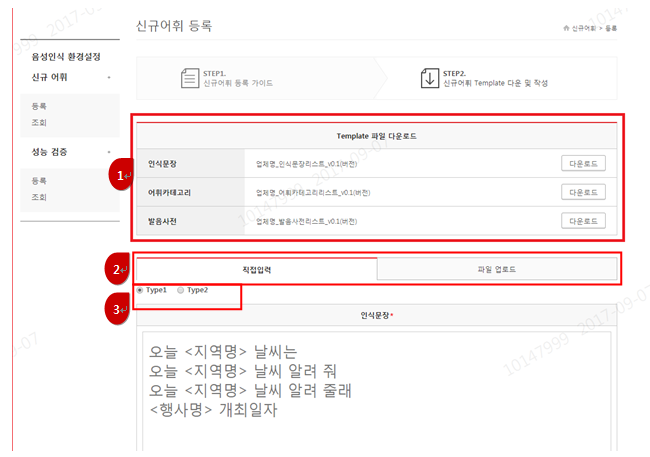 신규어휘 등록
신규어휘 > 등록
음성인식 환경설정
신규 어휘
등록
조회
성능 검증
등록
조회
STEP1.
신규어휘 등록 가이드
STEP2.
신규어휘 Template 다운 및 작성
1
Template 파일 다운로드
인식문장 업체명_인식문장리스트_v0.1(버전) 다운로드
어휘카테고리 업체명_어휘카테고리리스트_v0.1(버전) 다운로드
발음사전 업체명_발음사전리스트_v0.1(버전) 다운로드
2
직접입력 파일 업로드
3
Type1 Type2
인식문장*
오늘 <지역명> 날씨는
오늘 <지역명> 날씨 알려 줘
오늘 <지역명> 날씨 알려 줄래
<행사명> 개최일자
10147999 2017-09-07